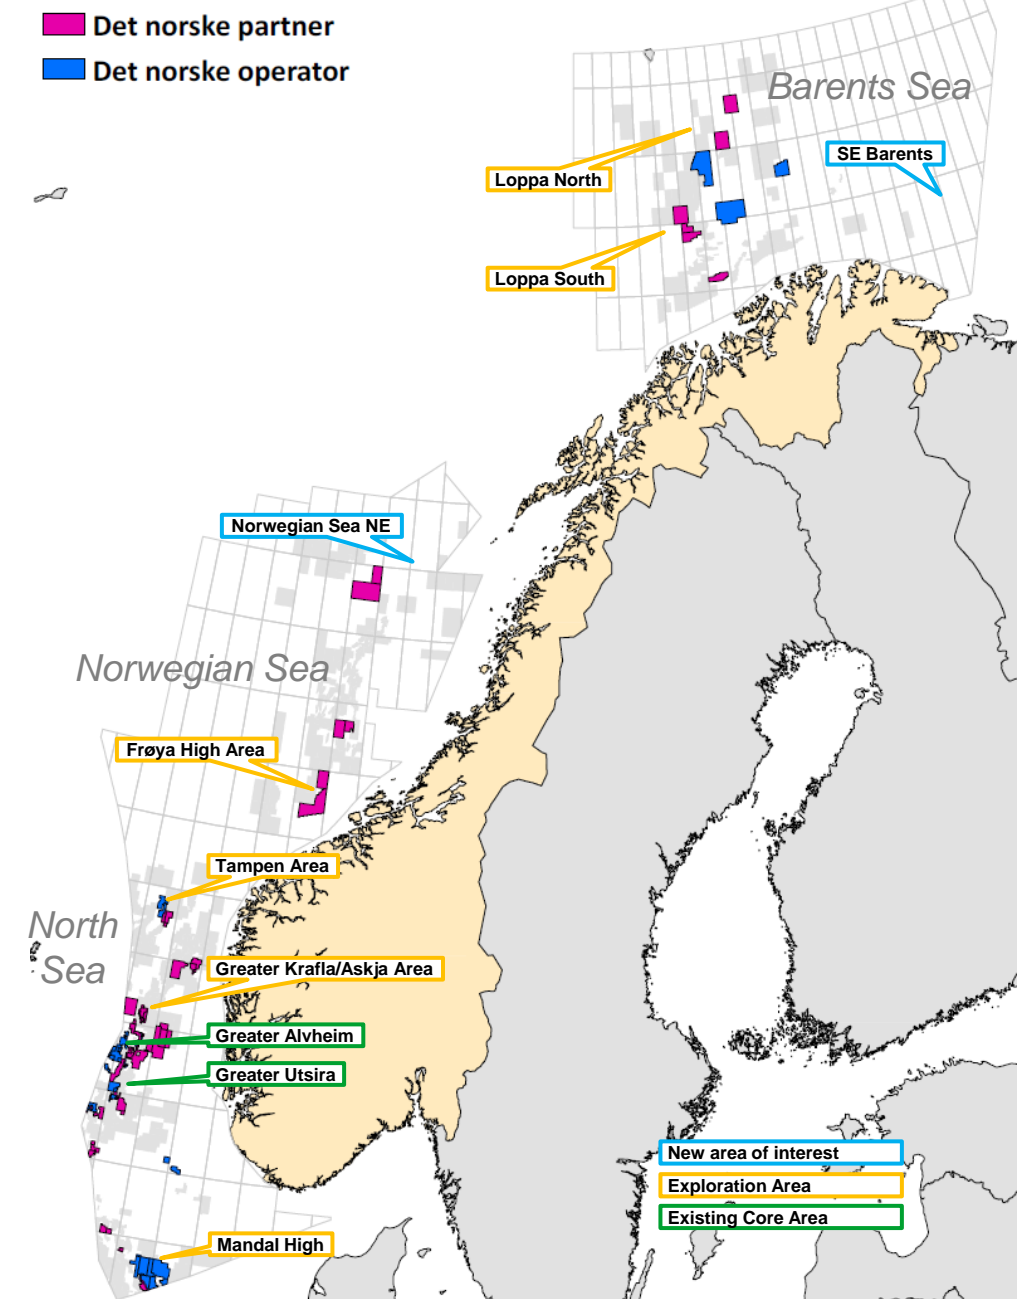 Det norske partner
Det norske operator
Barents Sea
SE Barents
Loppa North
Loppa South
Norwegian Sea NE
Norwegian Sea
Frøya High Area
Tampen Area
North
Sea
Greater Krafla/Askja Area
Greater Alvheim
Greater Utsira
New area of interest
Exploration Area
Existing Core Area
Mandal High